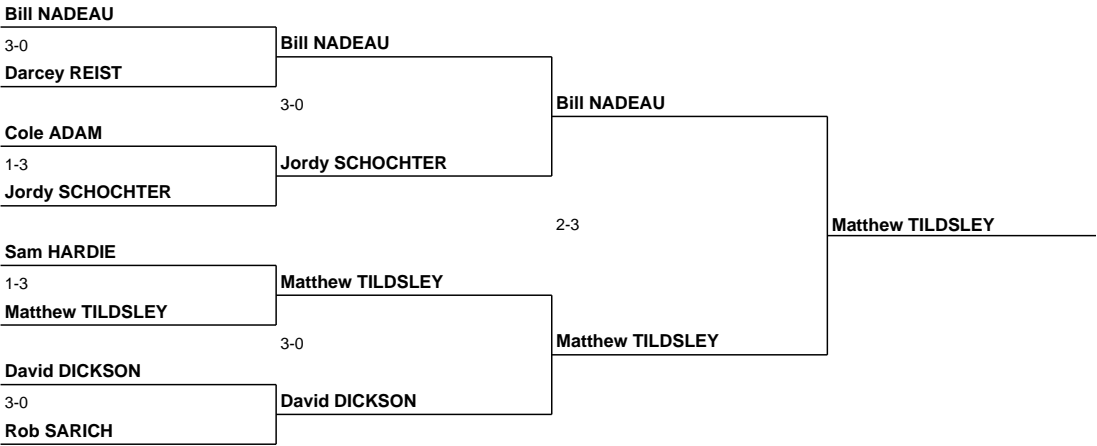 Bill NADEAU
3-0
Darcey REIST
Cole ADAM
1-3
Jordy SCHOCHTER
Sam HARDIE
1-3
Matthew TILDSLEY
David DICKSON
3-0
Rob SARICH
Bill NADEAU
3-0
Jordy SCHOCHTER
Matthew TILDSLEY
3-0
David DICKSON
Bill NADEAU
2-3
Matthew TILDSLEY
Matthew TILDSLEY